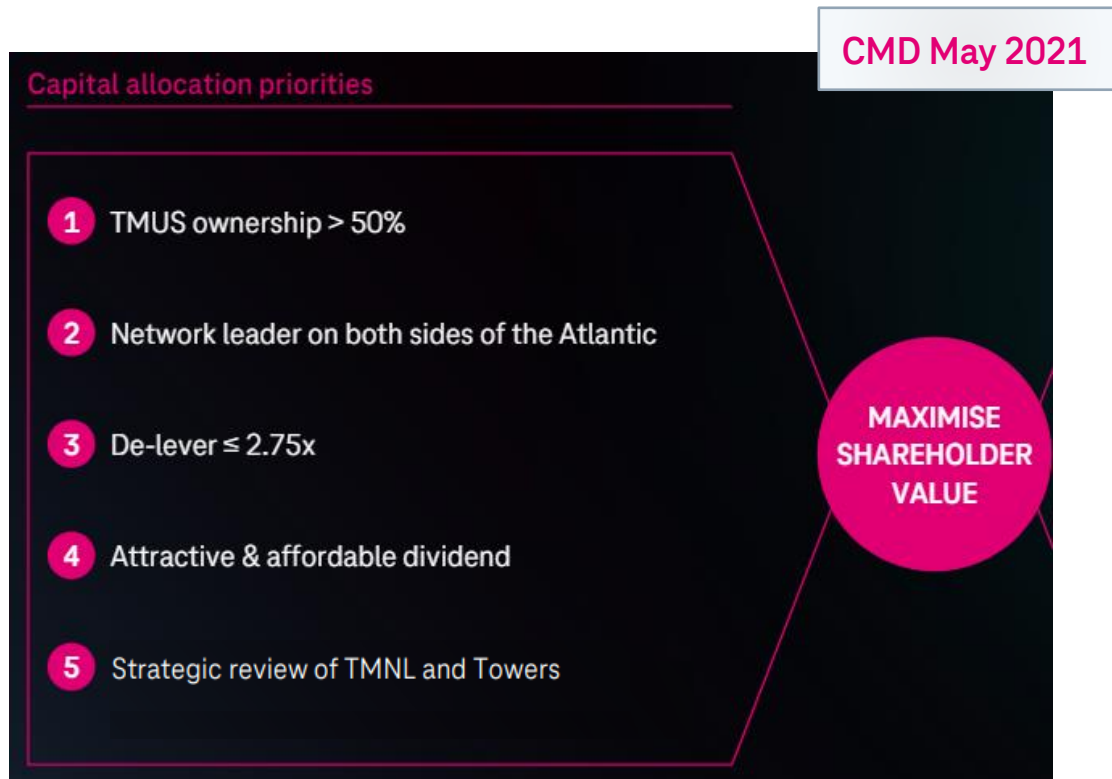 CMD May 2021
Capital allocation priorities
1 TMUS ownership > 50%
2 Network leader on both sides of the Atlantic
3 De-lever ≤ 2.75x
4 Attractive & affordable dividend
5 Strategic review of TMNL and Towers
MAXIMISE
SHAREHOLDER
VALUE